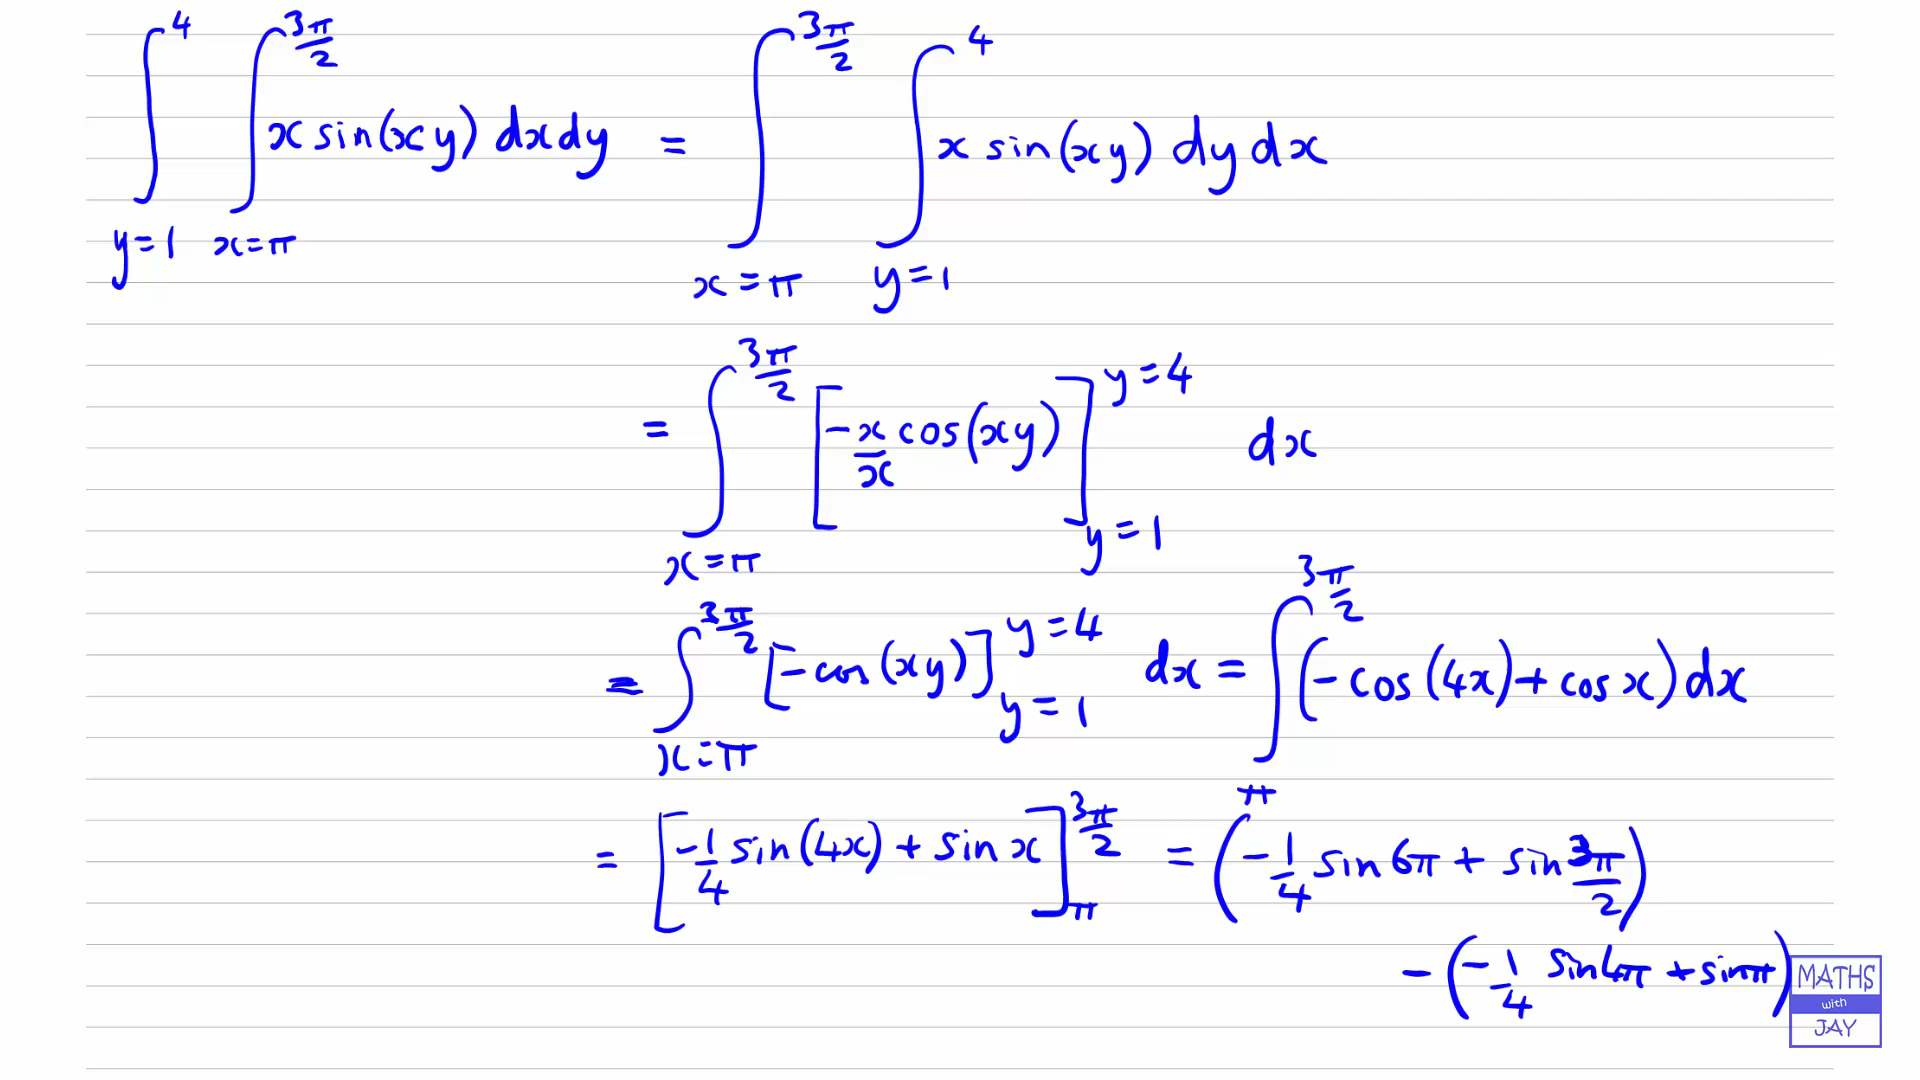 ∫_{y=1}^{4} ∫_{x=π}^{3π/2} x sin(xy) dx dy = ∫_{x=π}^{3π/2} ∫_{y=1}^{4} x sin(xy) dy dx
= ∫_{x=π}^{3π/2} [-x/x cos(xy)]_{y=1}^{y=4} dx
= ∫_{x=π}^{3π/2} [-cos(xy)]_{y=1}^{y=4} dx = ∫_{π}^{3π/2} (-cos(4x) + cos x) dx
= [-1/4 sin(4x) + sin x]_{π}^{3π/2} = (-1/4 sin 6π + sin 3π/2)
- (-1/4 sin 4π + sin π)
MATHS
with
JAY